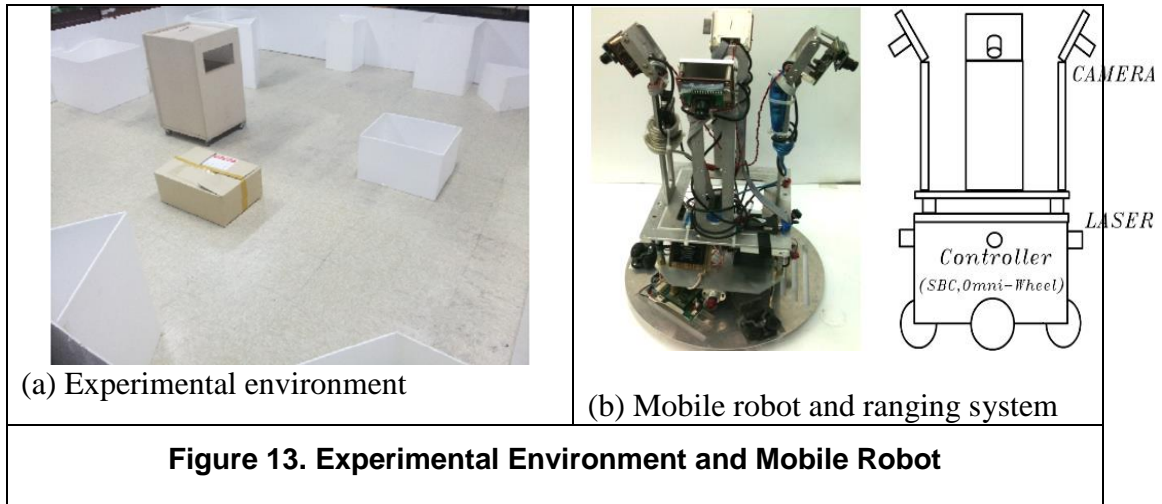 (a) Experimental environment
CAMERA
LASER
Controller
(SBC,Omni-Wheel)
(b) Mobile robot and ranging system
Figure 13. Experimental Environment and Mobile Robot